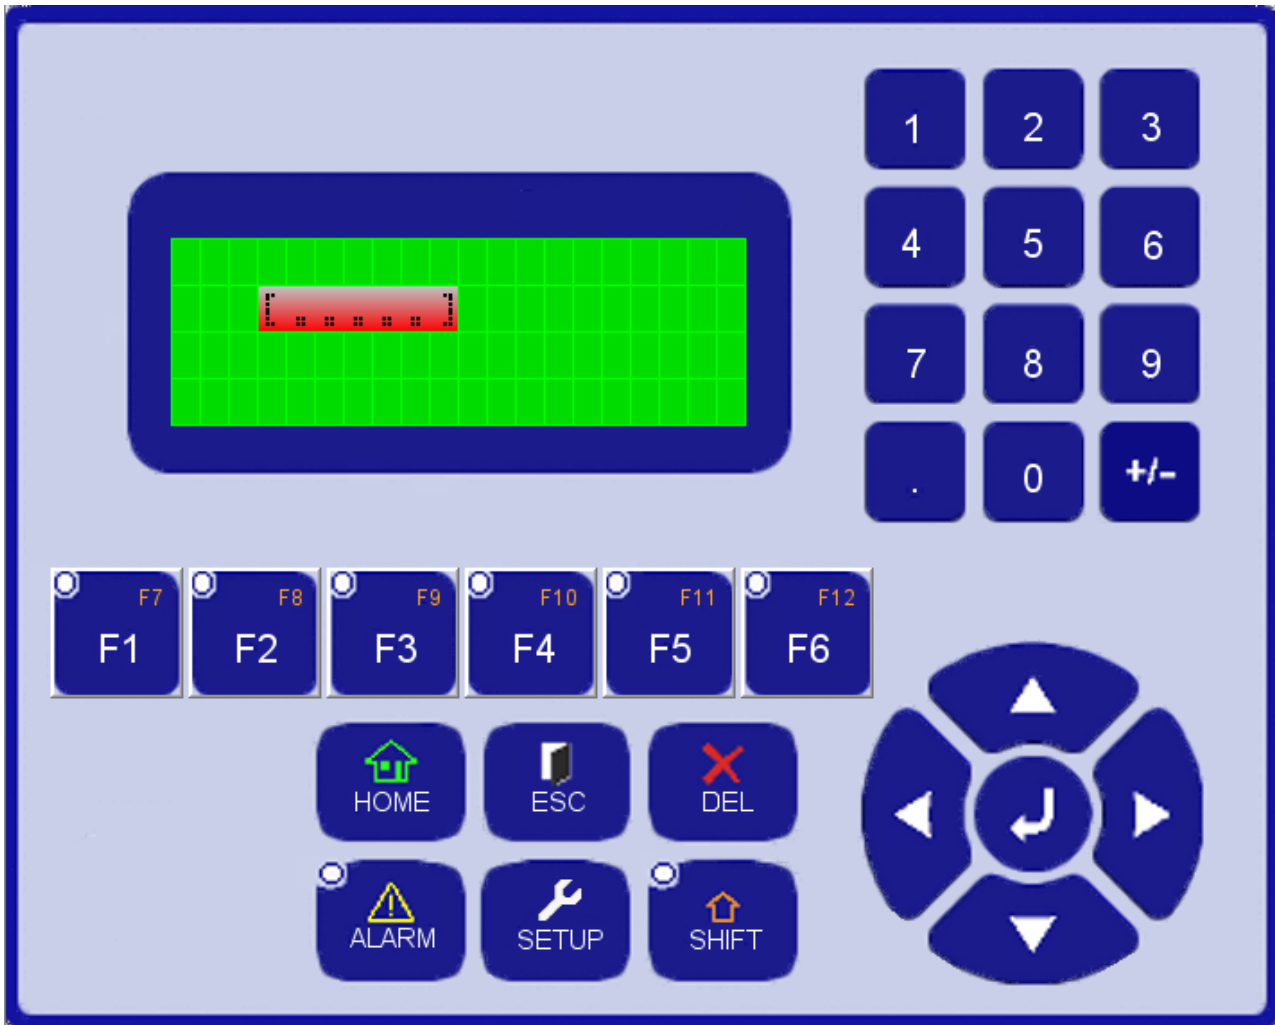 1 2 3
4 5 6
[.....]
7 8 9
. 0 +/-
F7 F8 F9 F10 F11 F12
F1 F2 F3 F4 F5 F6
HOME ESC DEL
ALARM SETUP SHIFT